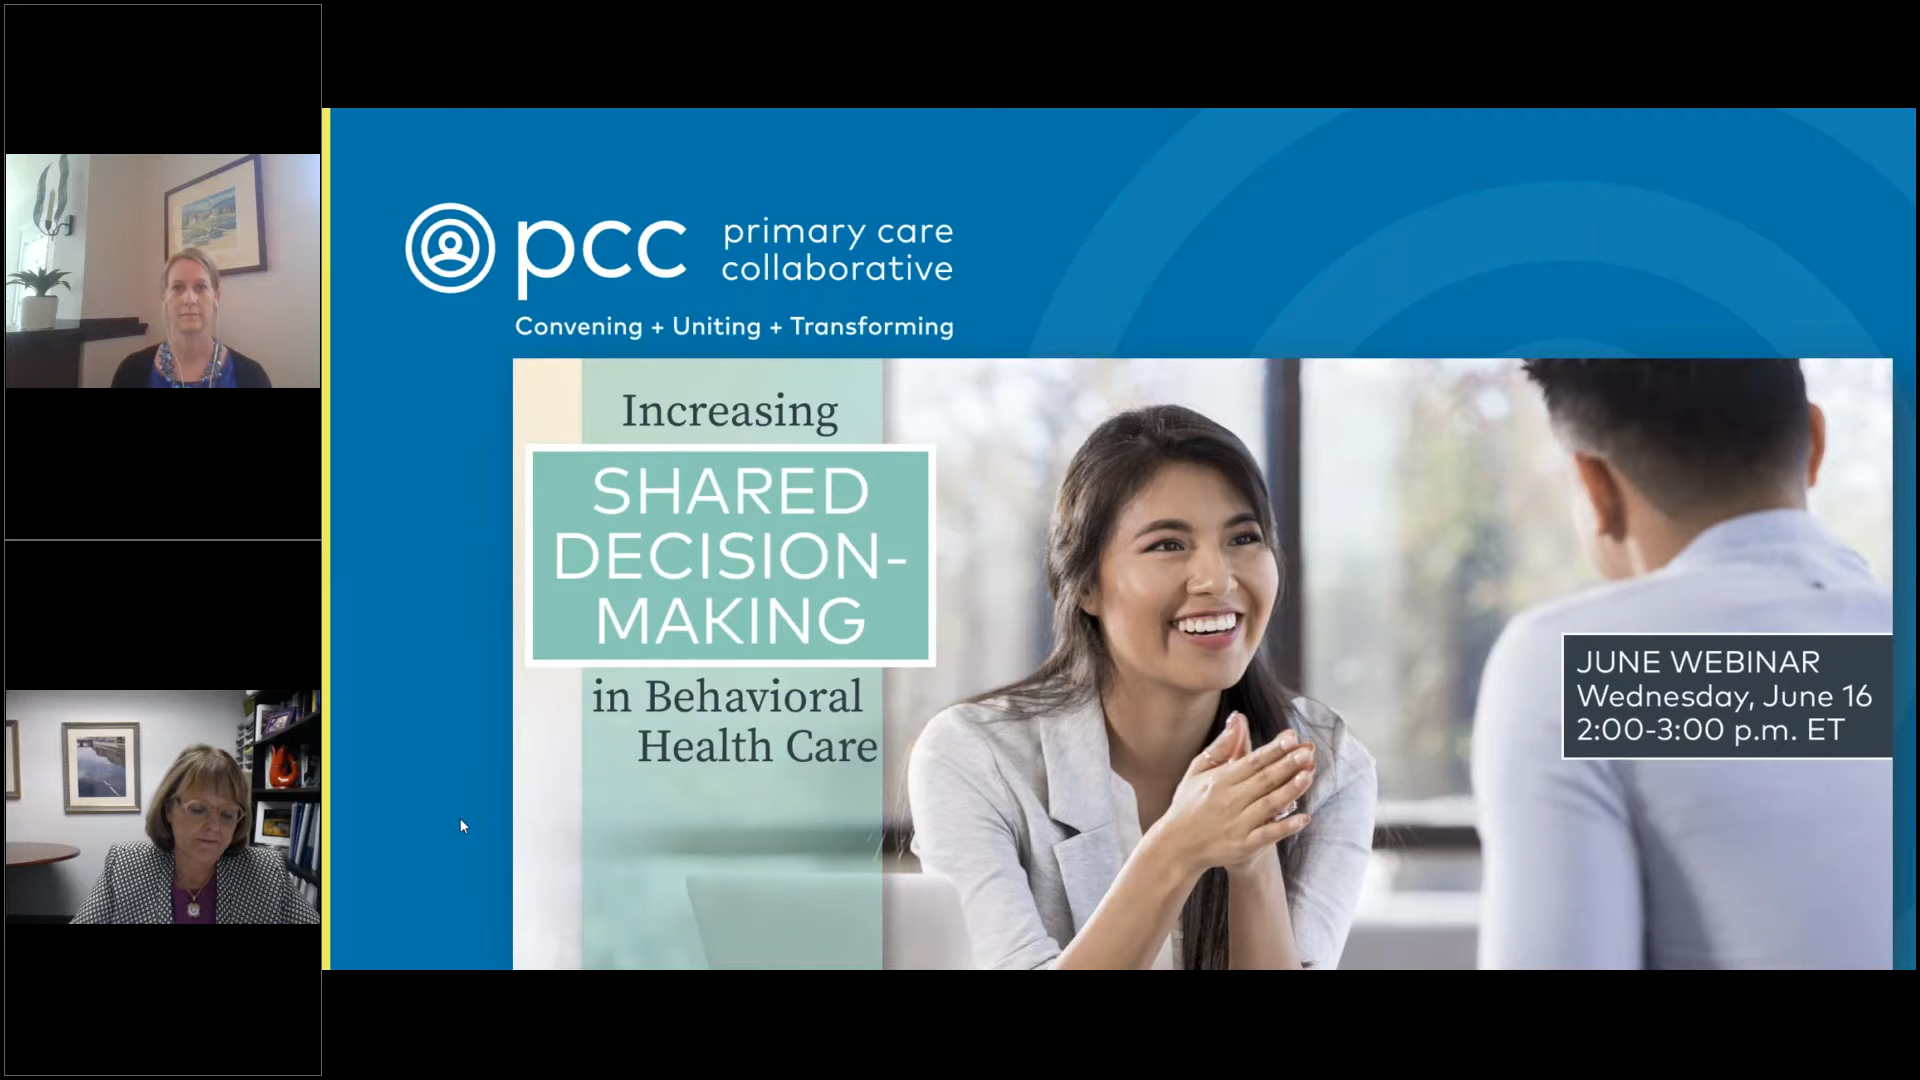 pcc
primary care
collaborative
Convening + Uniting + Transforming
Increasing
SHARED
DECISION-
MAKING
in Behavioral
Health Care
JUNE WEBINAR
Wednesday, June 16
2:00-3:00 p.m. ET